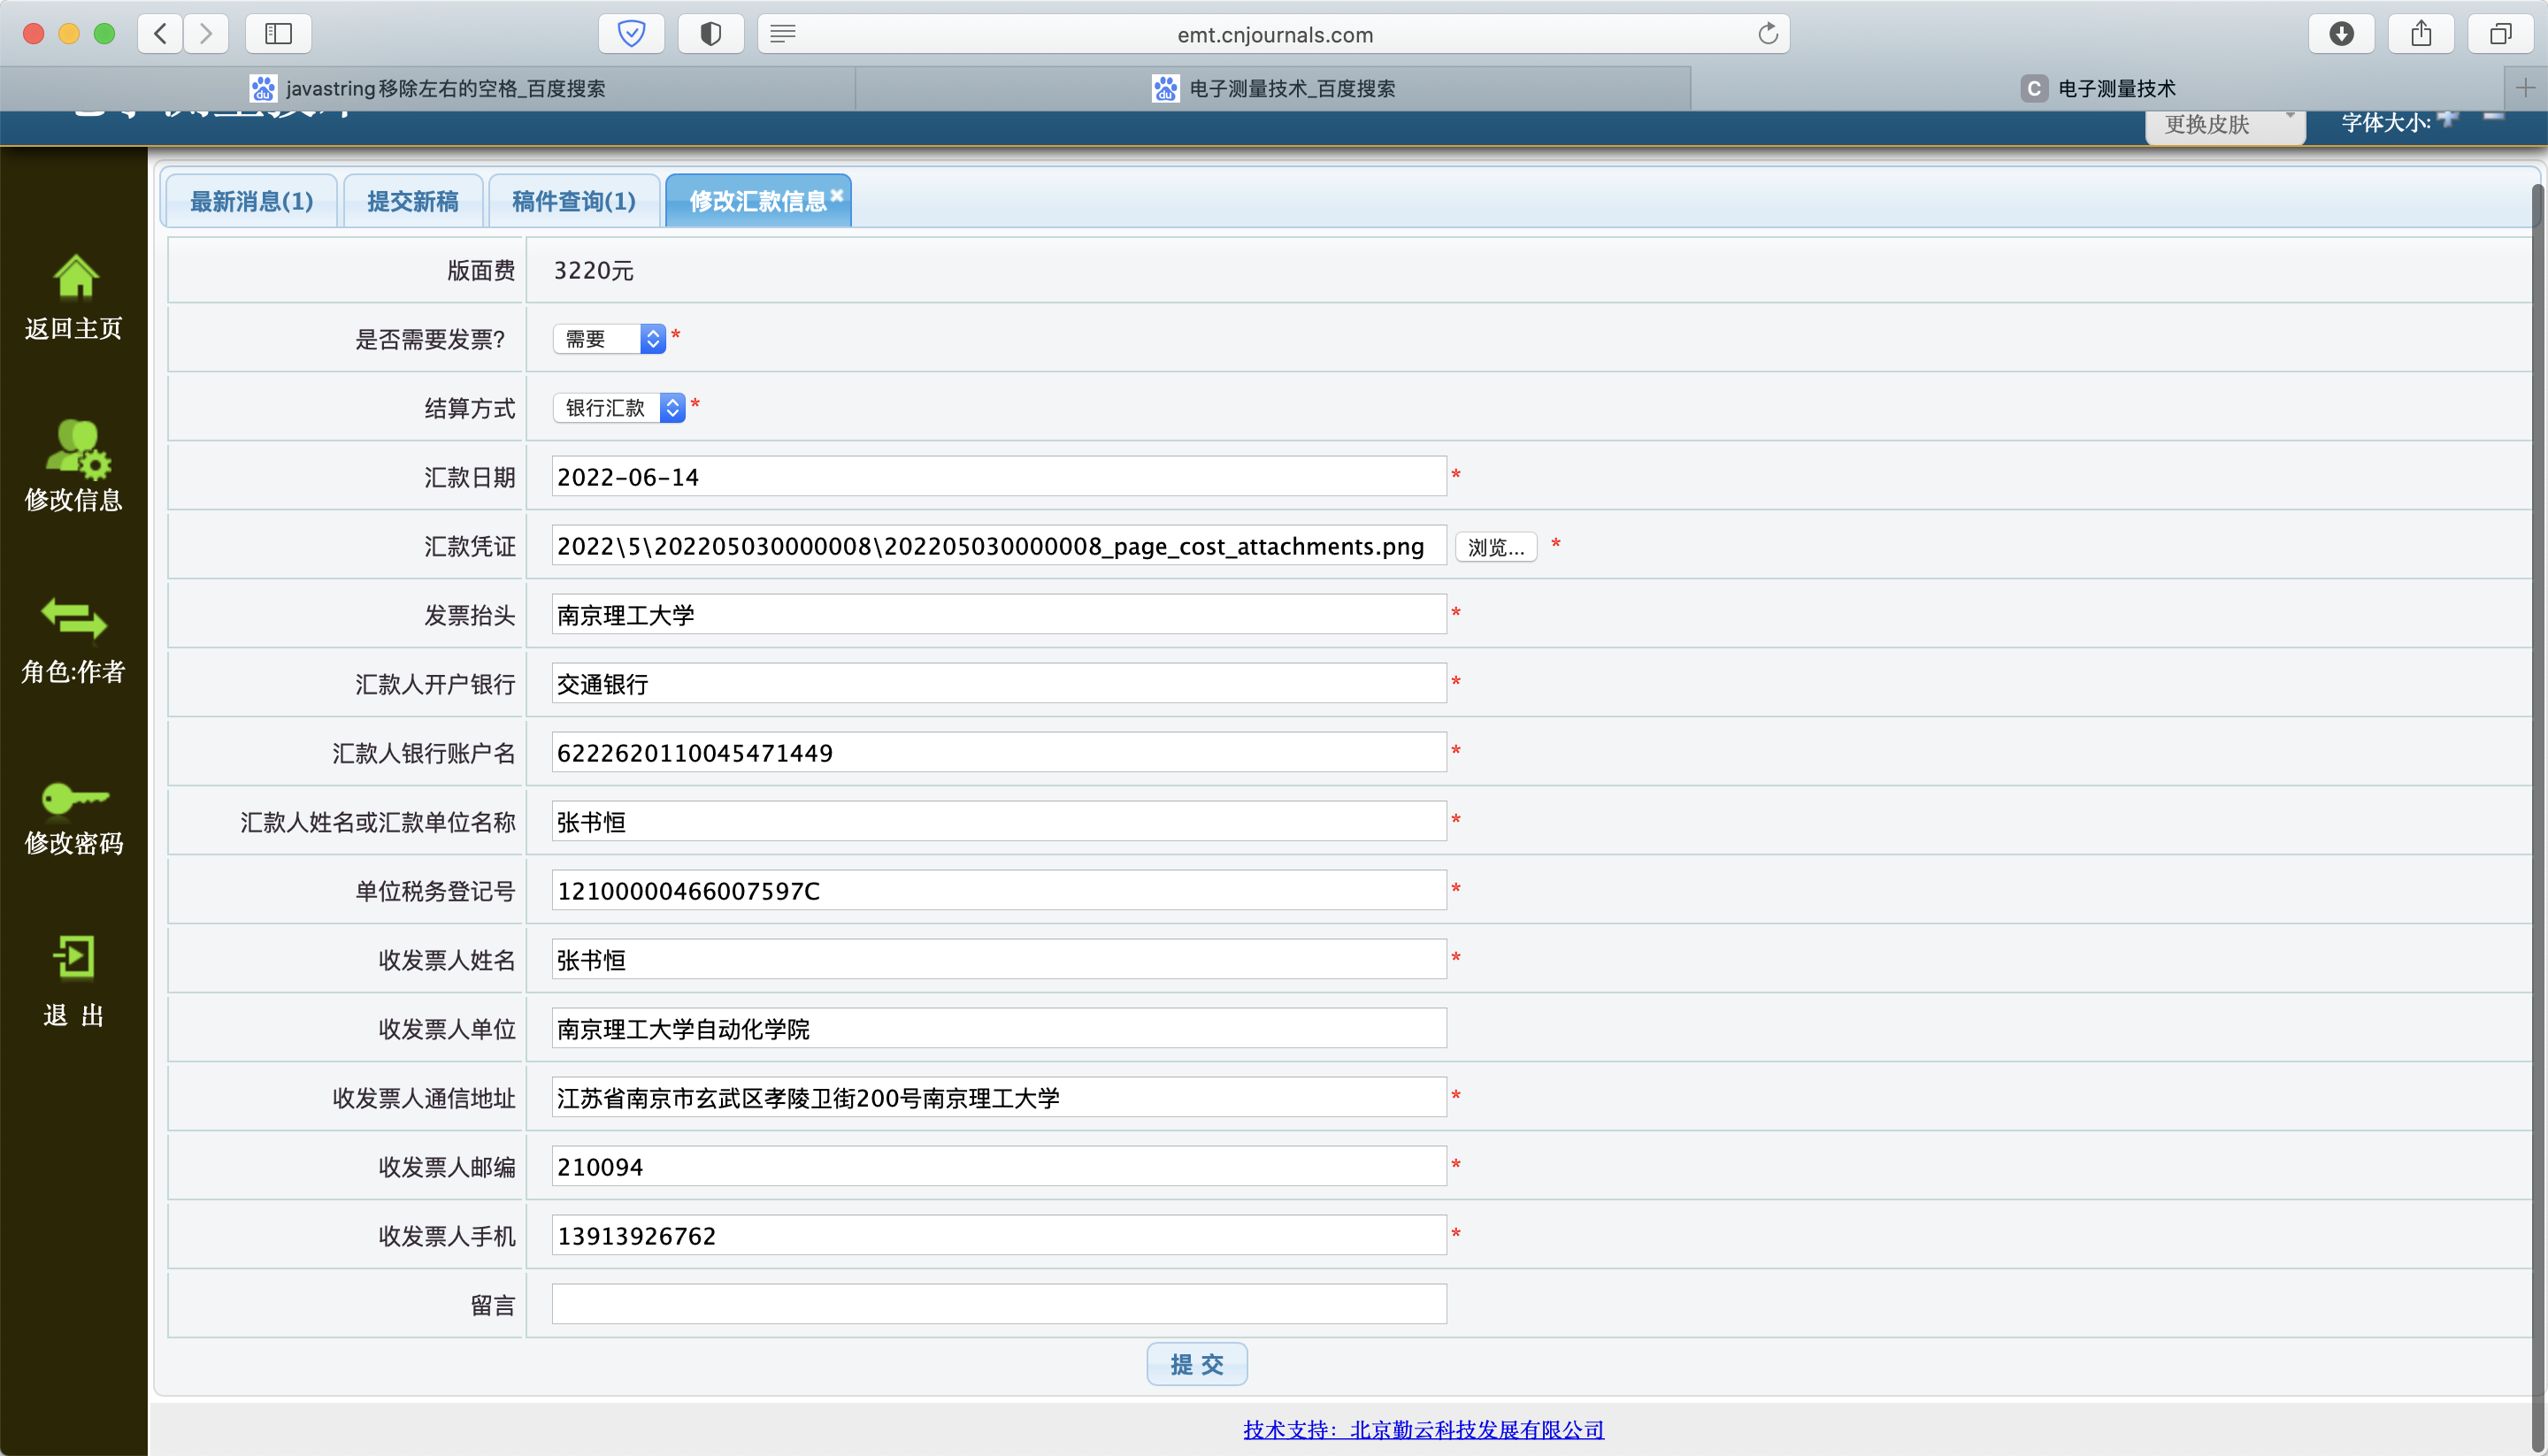 emt.cnjournals.com
javastring移除左右的空格_百度搜索
电子测量技术_百度搜索
C 电子测量技术
电子测量技术
更换皮肤
字体大小:
最新消息(1)
提交新稿
稿件查询(1)
修改汇款信息
返回主页
修改信息
角色:作者
修改密码
退 出
版面费 3220元
是否需要发票? 需要 *
结算方式 银行汇款 *
汇款日期 2022-06-14 *
汇款凭证 2022\5\202205030000008\202205030000008_page_cost_attachments.png 浏览... *
发票抬头 南京理工大学 *
汇款人开户银行 交通银行 *
汇款人银行账户名 6222620110045471449 *
汇款人姓名或汇款单位名称 张书恒 *
单位税务登记号 12100000466007597C *
收发票人姓名 张书恒 *
收发票人单位 南京理工大学自动化学院
收发票人通信地址 江苏省南京市玄武区孝陵卫街200号南京理工大学 *
收发票人邮编 210094 *
收发票人手机 13913926762 *
留言
提 交
技术支持：北京勤云科技发展有限公司